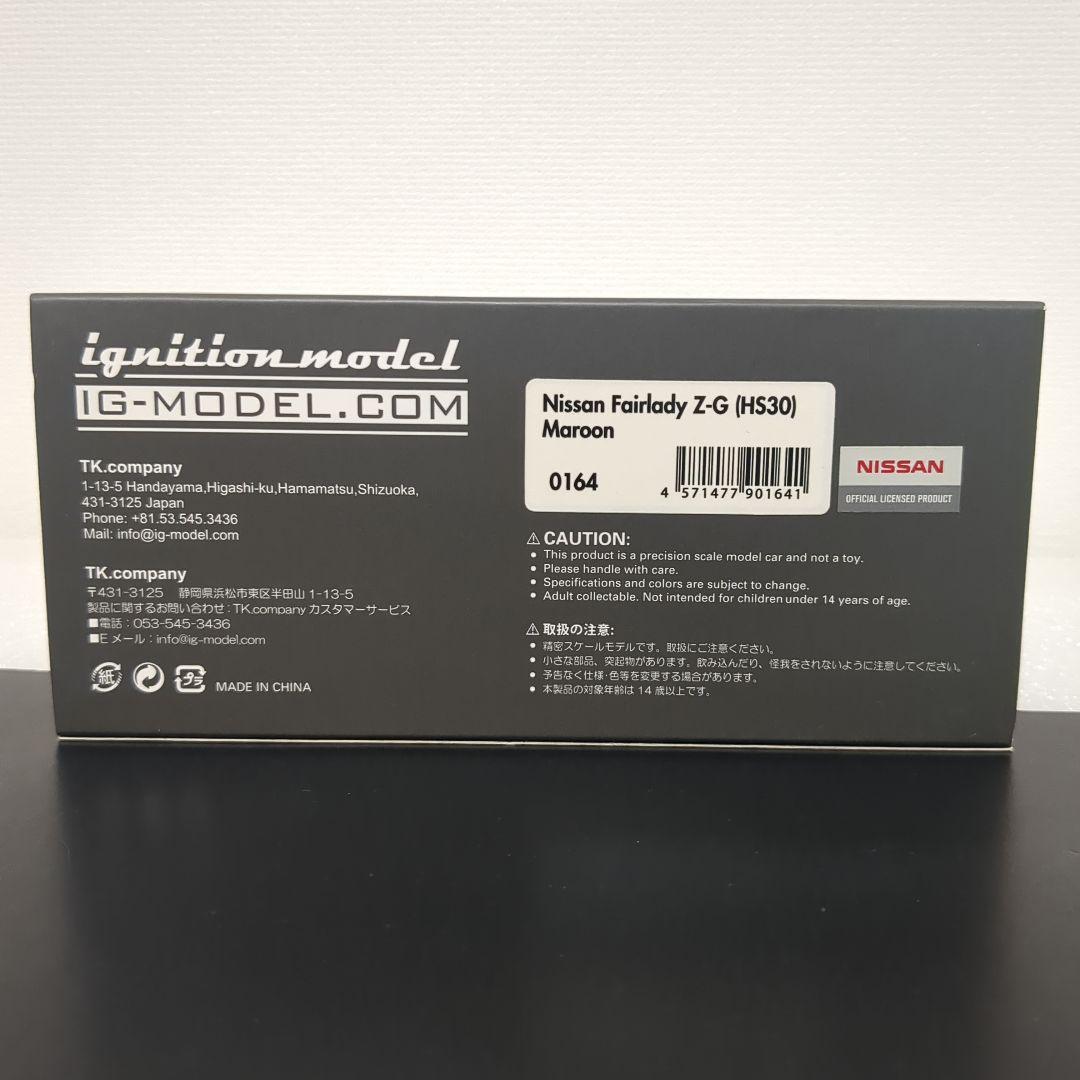 ignition model
IG-MODEL.COM
TK.company
1-13-5 Handayama,Higashi-ku,Hamamatsu,Shizuoka,
431-3125 Japan
Phone: +81.53.545.3436
Mail: info@ig-model.com
TK.company
〒431-3125 静岡県浜松市東区半田山 1-13-5
製品に関するお問い合わせ：TK.company カスタマーサービス
■電話：053-545-3436
■E メール：info@ig-model.com
紙 プラ MADE IN CHINA
Nissan Fairlady Z-G (HS30)
Maroon
0164
4 571477 901641
NISSAN
OFFICIAL LICENSED PRODUCT
⚠ CAUTION:
• This product is a precision scale model car and not a toy.
• Please handle with care.
• Specifications and colors are subject to change.
• Adult collectable. Not intended for children under 14 years of age.
⚠ 取扱の注意:
• 精密スケールモデルです。取扱にご注意ください。
• 小さな部品、突起物があります。飲み込んだり、怪我をされないように注意してください。
• 予告なく仕様・色等を変更する場合があります。
• 本製品の対象年齢は 14 歳以上です。